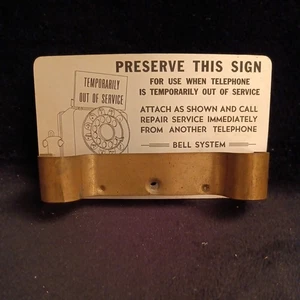 PRESERVE THIS SIGN
FOR USE WHEN TELEPHONE
IS TEMPORARILY OUT OF SERVICE
TEMPORARILY
OUT OF SERVICE
ATTACH AS SHOWN AND CALL
REPAIR SERVICE IMMEDIATELY
FROM ANOTHER TELEPHONE
BELL SYSTEM